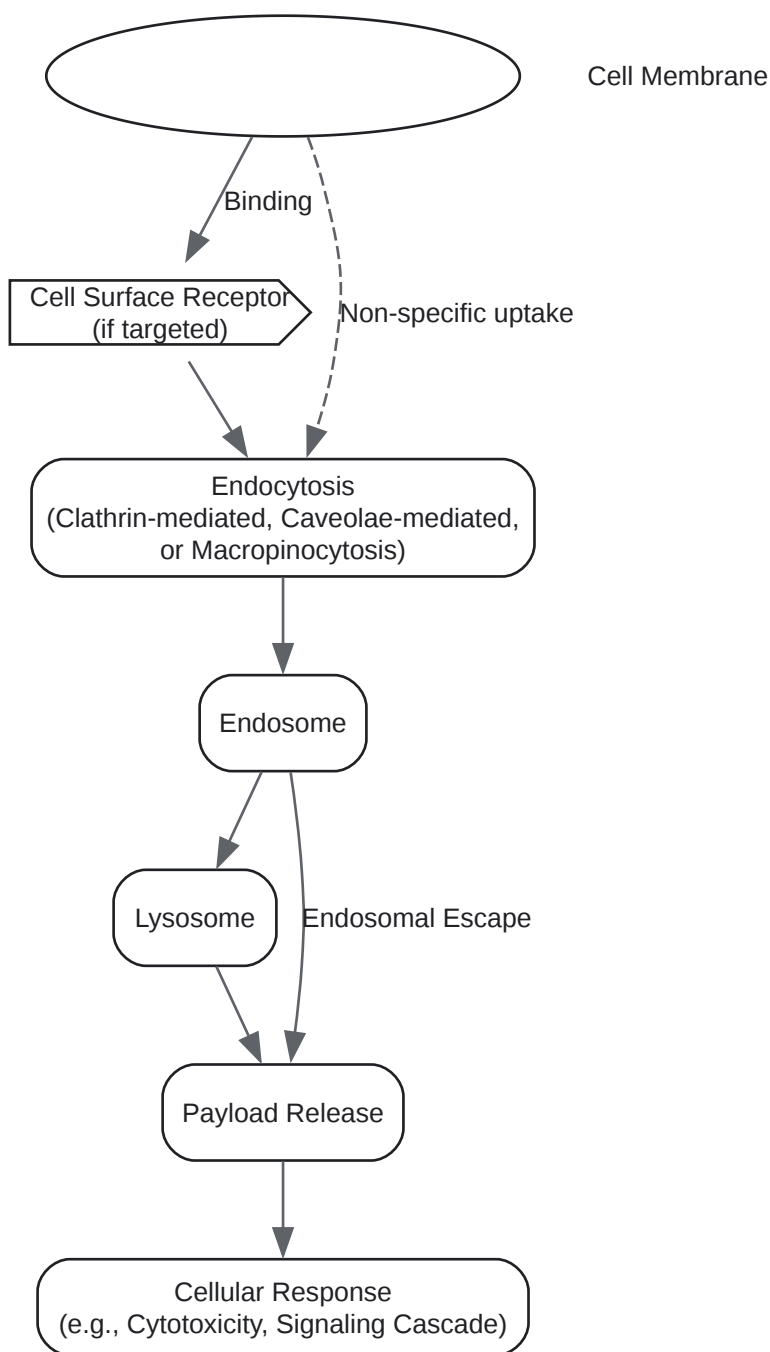 Cell Membrane
Binding
Cell Surface Receptor
(if targeted)
Non-specific uptake
Endocytosis
(Clathrin-mediated, Caveolae-mediated,
or Macropinocytosis)
Endosome
Lysosome
Endosomal Escape
Payload Release
Cellular Response
(e.g., Cytotoxicity, Signaling Cascade)